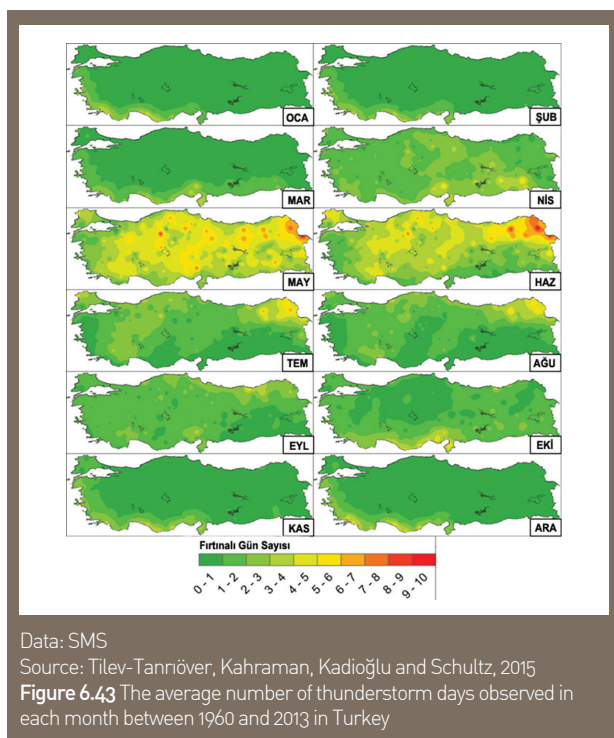 OCA
ŞUB
MAR
NİS
MAY
HAZ
TEM
AĞU
EYL
EKİ
KAS
ARA
Fırtınalı Gün Sayısı
0 - 1
1 - 2
2 - 3
3 - 4
4 - 5
5 - 6
6 - 7
7 - 8
8 - 9
9 - 10
Data: SMS
Source: Tilev-Tanrıöver, Kahraman, Kadioğlu and Schultz, 2015
Figure 6.43 The average number of thunderstorm days observed in
each month between 1960 and 2013 in Turkey